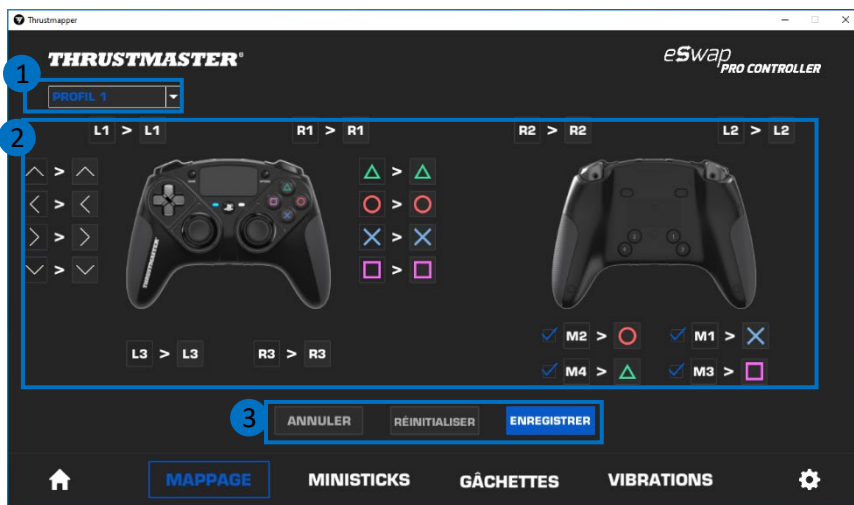 Thrustmapper
THRUSTMASTER®
eSwap
PRO CONTROLLER
1
PROFIL 1
2
L1 > L1
R1 > R1
R2 > R2
L2 > L2
L3 > L3
R3 > R3
M2 >
M1 >
M4 >
M3 >
3
ANNULER
RÉINITIALISER
ENREGISTRER
MAPPAGE
MINISTICKS
GÂCHETTES
VIBRATIONS